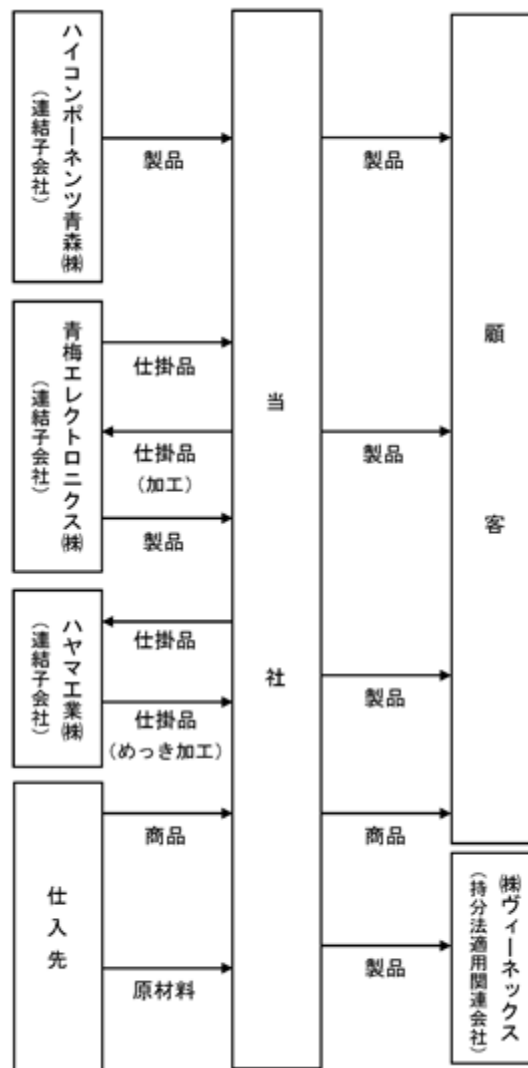 ハイコンポーネンツ青森㈱
（連結子会社）
製品
青梅エレクトロニクス㈱
（連結子会社）
仕掛品
仕掛品
（加工）
製品
ハヤマ工業㈱
（連結子会社）
仕掛品
仕掛品
（めっき加工）
仕入先
商品
原材料
当社
製品
製品
製品
商品
製品
顧客
㈱ヴィーネックス
（持分法適用関連会社）